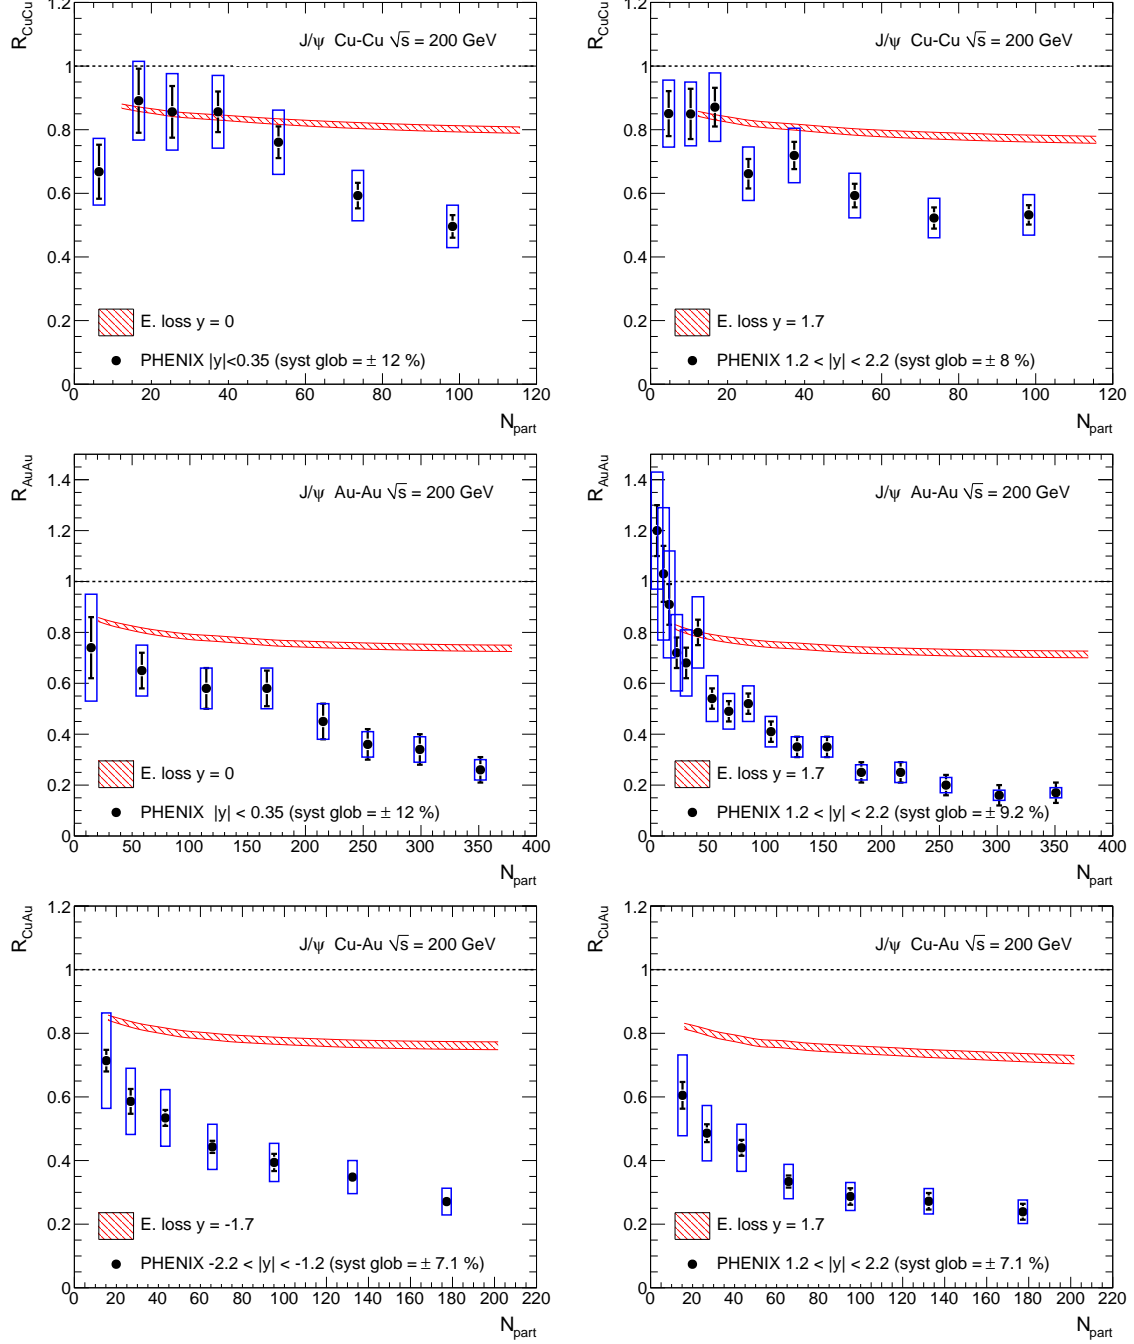 R_CuCu
1.2
1
0.8
0.6
0.4
0.2
0
J/ψ Cu-Cu √s = 200 GeV
E. loss y = 0
PHENIX |y|<0.35 (syst glob = ± 12 %)
20 40 60 80 100 120
N_part
R_CuCu
1.2
1
0.8
0.6
0.4
0.2
0
J/ψ Cu-Cu √s = 200 GeV
E. loss y = 1.7
PHENIX 1.2 < |y| < 2.2 (syst glob = ± 8 %)
0 20 40 60 80 100 120
N_part
R_AuAu
1.4
1.2
1
0.8
0.6
0.4
0.2
0
J/ψ Au-Au √s = 200 GeV
E. loss y = 0
PHENIX |y| < 0.35 (syst glob = ± 12 %)
0 50 100 150 200 250 300 350 400
N_part
R_AuAu
1.4
1.2
1
0.8
0.6
0.4
0.2
0
J/ψ Au-Au √s = 200 GeV
E. loss y = 1.7
PHENIX 1.2 < |y| < 2.2 (syst glob = ± 9.2 %)
0 50 100 150 200 250 300 350 400
N_part
R_CuAu
1.2
1
0.8
0.6
0.4
0.2
0
J/ψ Cu-Au √s = 200 GeV
E. loss y = -1.7
PHENIX -2.2 < |y| < -1.2 (syst glob = ± 7.1 %)
0 20 40 60 80 100 120 140 160 180 200 220
N_part
R_CuAu
1.2
1
0.8
0.6
0.4
0.2
0
J/ψ Cu-Au √s = 200 GeV
E. loss y = 1.7
PHENIX 1.2 < |y| < 2.2 (syst glob = ± 7.1 %)
0 20 40 60 80 100 120 140 160 180 200 220
N_part